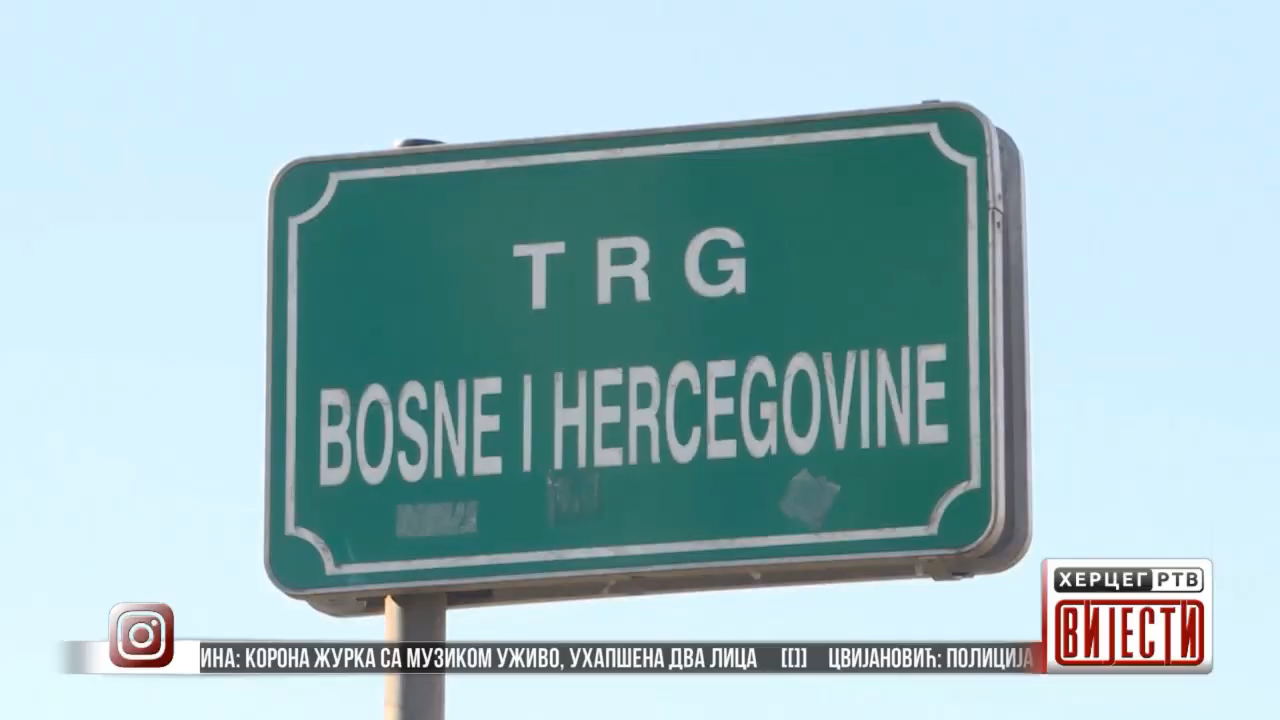 TRG
BOSNE I HERCEGOVINE
ХЕРЦЕГ РТВ
ВИЈЕСТИ
ИНА: КОРОНА ЖУРКА СА МУЗИКОМ УЖИВО, УХАПШЕНА ДВА ЛИЦА [[]] ЦВИЈАНОВИЋ: ПОЛИЦИЈА